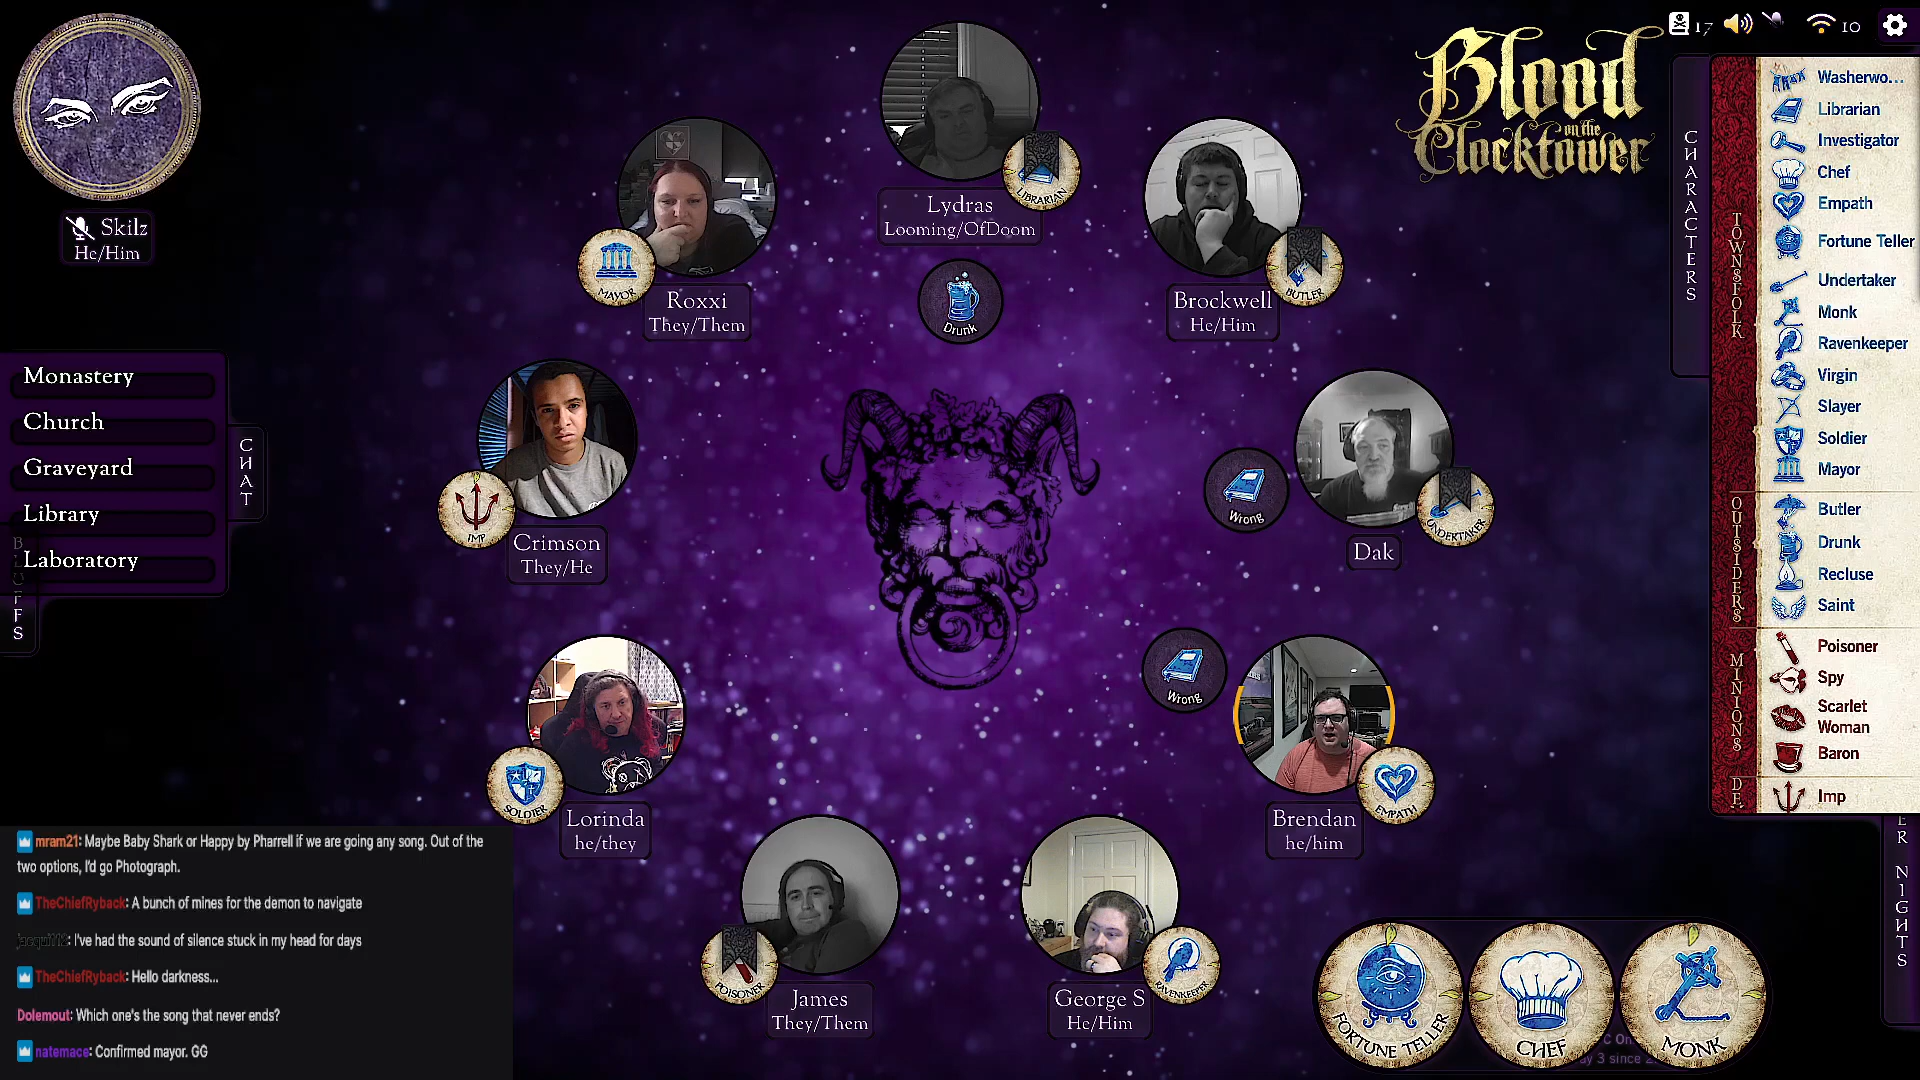 Skilz
He/Him
Monastery
Church
Graveyard
Library
Laboratory
CHAT
BLUFFS
Lydras
Looming/OfDoom
LIBRARIAN
Drunk
Roxxi
They/Them
MAYOR
Brockwell
He/Him
BUTLER
Crimson
They/He
IMP
Dak
UNDERTAKER
Wrong
Lorinda
he/they
SOLDIER
Brendan
he/him
EMPATH
Wrong
James
They/Them
POISONER
George S
He/Him
RAVENKEEPER
Blood
on the
Clocktower
17
10
CHARACTERS
TOWNSFOLK
Washerwo...
Librarian
Investigator
Chef
Empath
Fortune Teller
Undertaker
Monk
Ravenkeeper
Virgin
Slayer
Soldier
Mayor
OUTSIDERS
Butler
Drunk
Recluse
Saint
MINIONS
Poisoner
Spy
Scarlet
Woman
Baron
DE
Imp
ER NIGHTS
mram21: Maybe Baby Shark or Happy by Pharrell if we are going any song. Out of the
two options, I'd go Photograph.
TheChiefRyback: A bunch of mines for the demon to navigate
I've had the sound of silence stuck in my head for days
TheChiefRyback: Hello darkness...
Dolemout: Which one's the song that never ends?
natemace: Confirmed mayor. GG
FORTUNE TELLER
CHEF
MONK